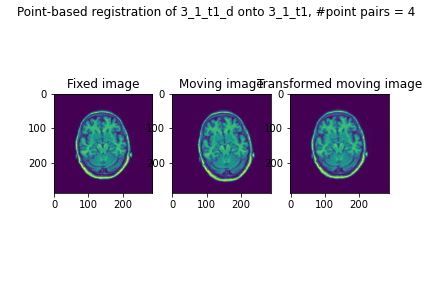 Point-based registration of 3_1_t1_d onto 3_1_t1, #point pairs = 4
Fixed image Moving image Transformed moving image
0 0 0
100 100 100
200 200 200
0 100 200 0 100 200 0 100 200